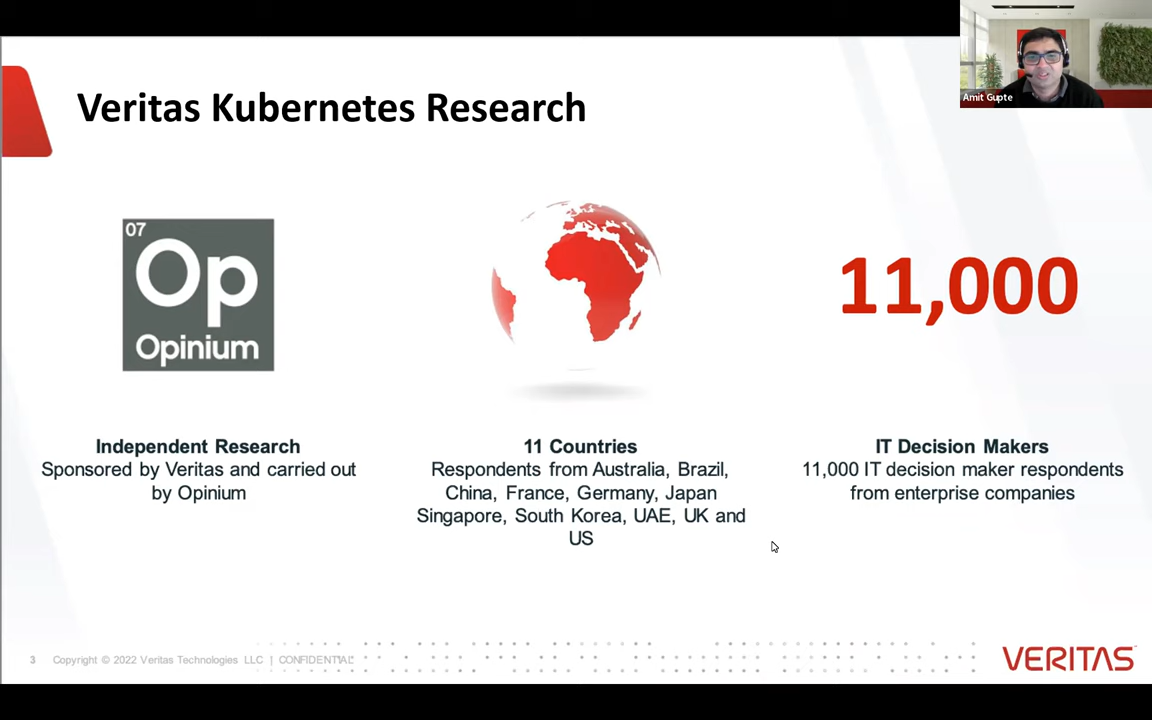 Amit Gupte
Veritas Kubernetes Research
07
Op
Opinium
11,000
Independent Research
Sponsored by Veritas and carried out
by Opinium
11 Countries
Respondents from Australia, Brazil,
China, France, Germany, Japan
Singapore, South Korea, UAE, UK and
US
IT Decision Makers
11,000 IT decision maker respondents
from enterprise companies
3 Copyright © 2022 Veritas Technologies LLC | CONFIDENTIAL
VERITAS